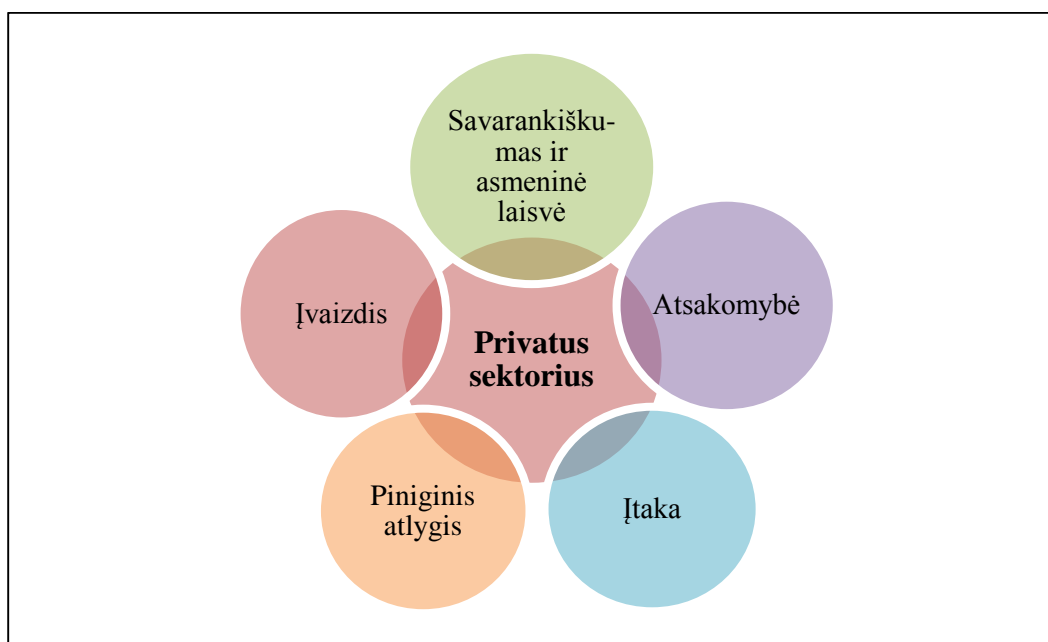 Savarankišku-
mas ir
asmeninė
laisvė
Įvaizdis
Atsakomybė
Privatus
sektorius
Piniginis
atlygis
Įtaka